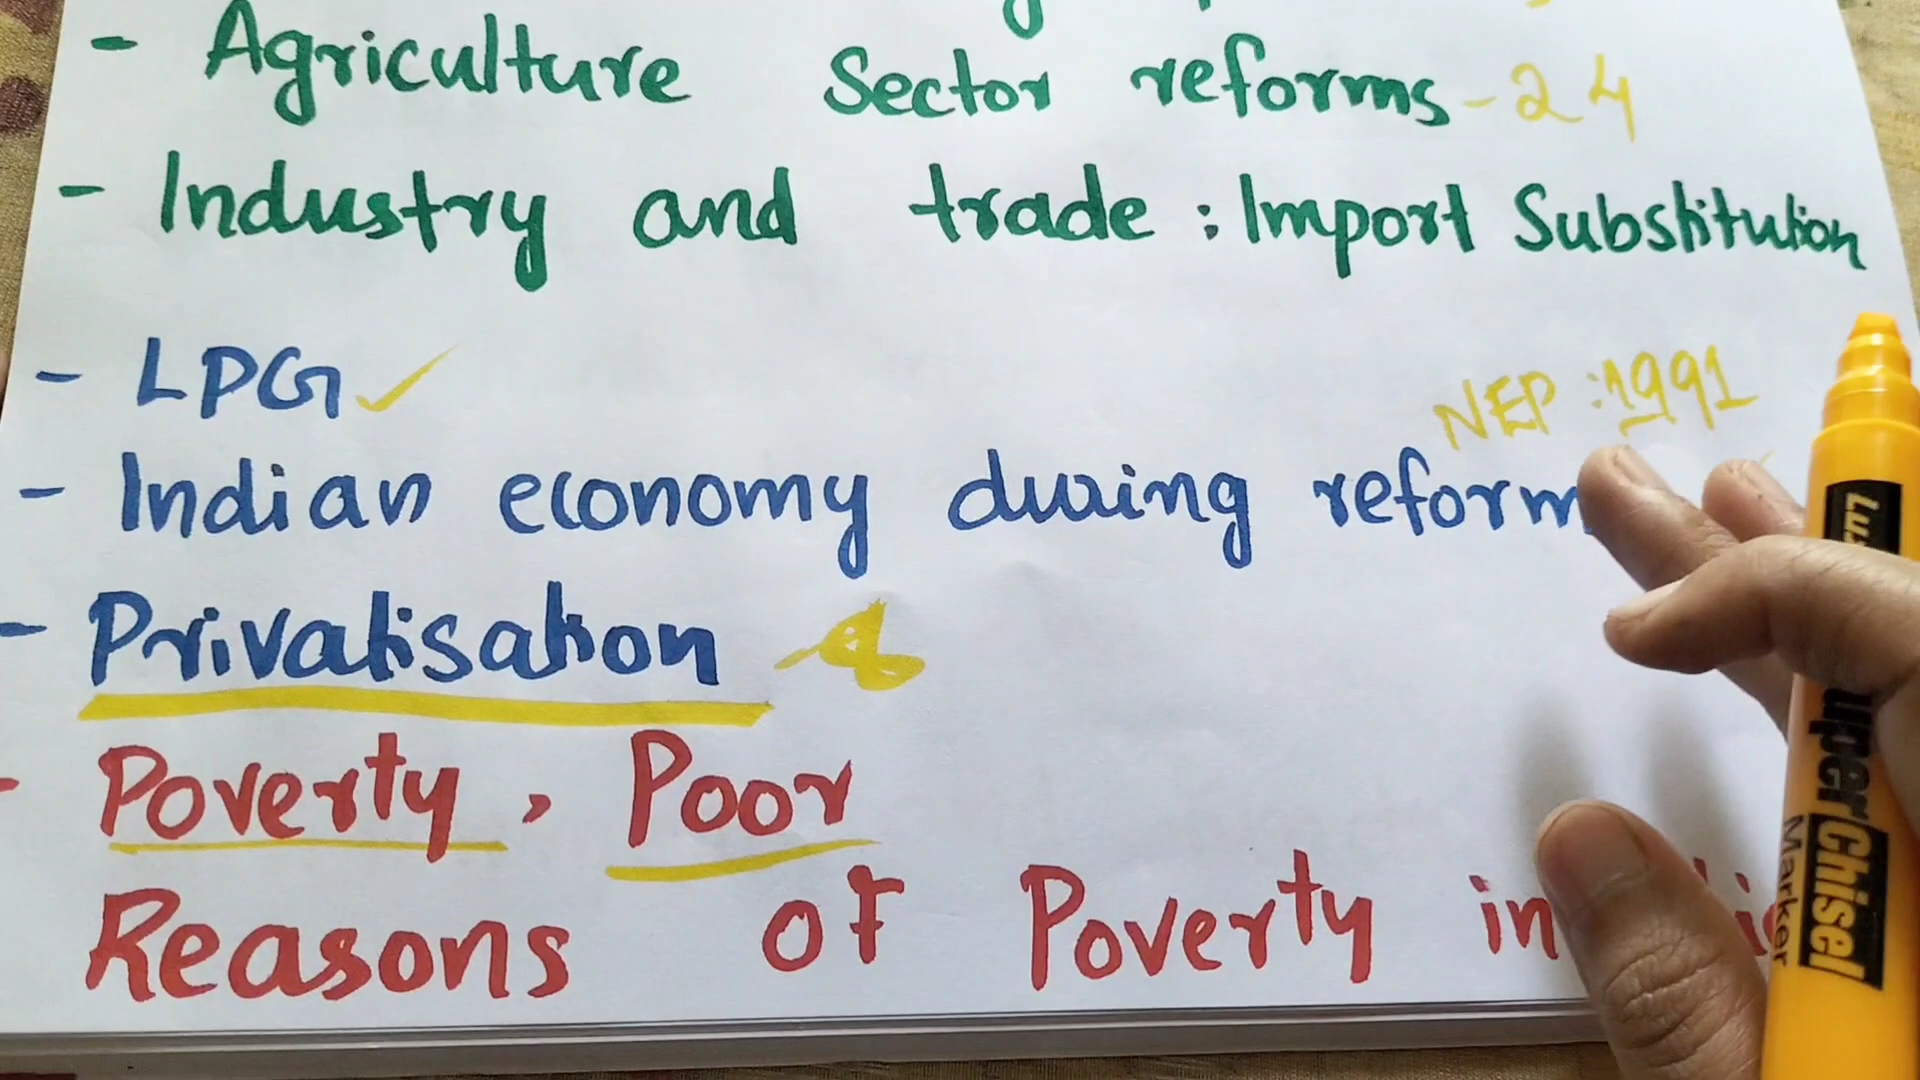 - Agriculture Sector reforms - 24
- Industry and trade : Import Substitution
- LPG ✓
NEP : 1991
- Indian economy during reform
- Privatisation
- Poverty, Poor
Reasons of Poverty in
Super Chisel
Marker